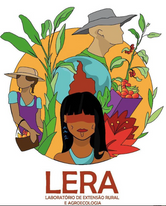 LERA
LABORATÓRIO DE EXTENSÃO RURAL
E AGROECOLOGIA